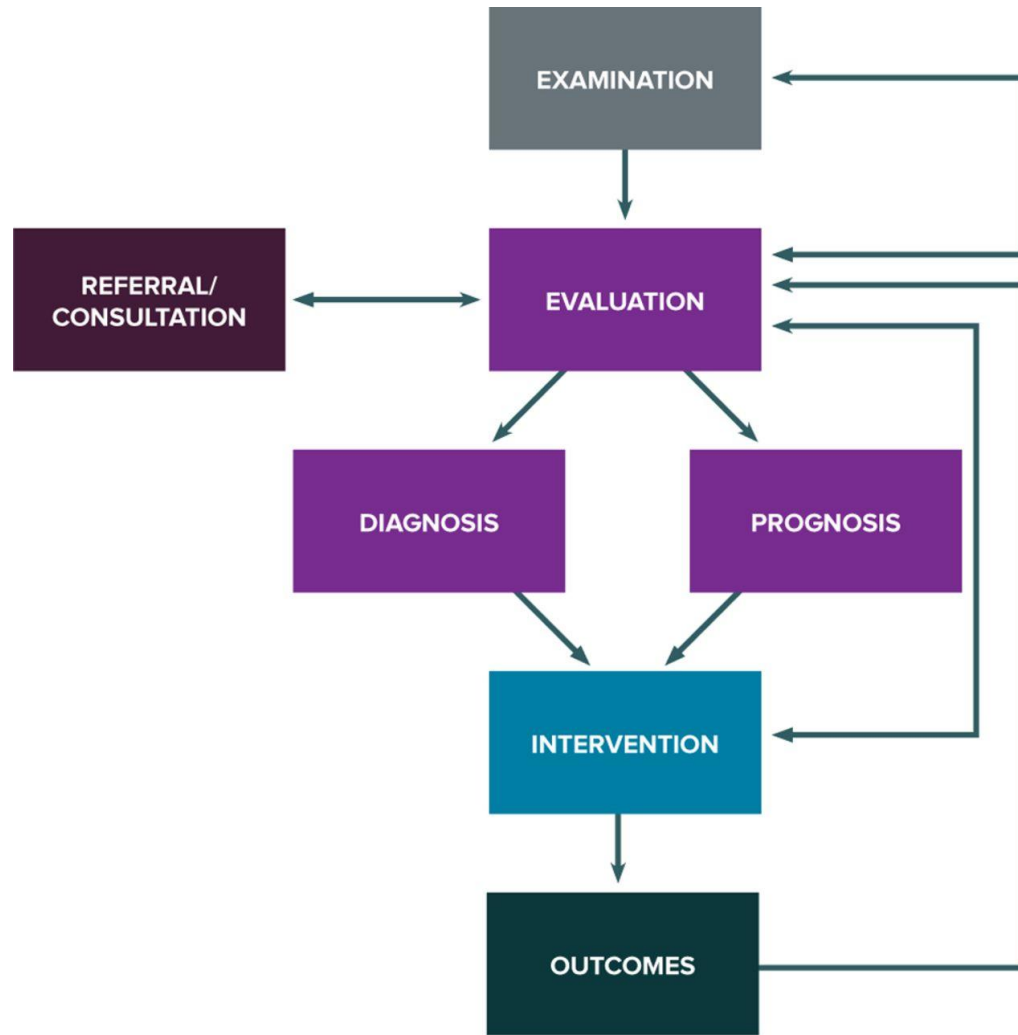 EXAMINATION
REFERRAL/
CONSULTATION
EVALUATION
DIAGNOSIS
PROGNOSIS
INTERVENTION
OUTCOMES